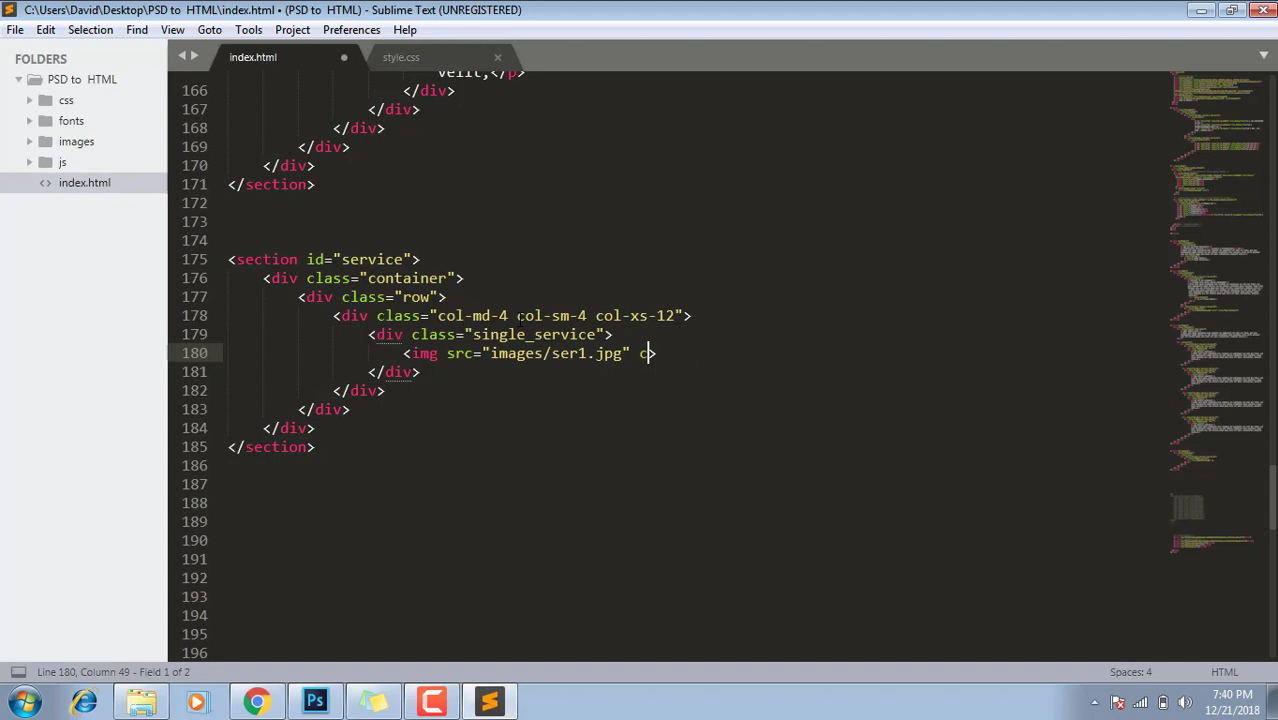 C:\Users\David\Desktop\PSD to HTML\index.html • (PSD to HTML) - Sublime Text (UNREGISTERED)
File Edit Selection Find View Goto Tools Project Preferences Help
FOLDERS
PSD to HTML
css
fonts
images
js
index.html
index.html
style.css
velit,</p>
166 </div>
167 </div>
168 </div>
169 </div>
170 </div>
171 </section>
172
173
174
175 <section id="service">
176 <div class="container">
177 <div class="row">
178 <div class="col-md-4 col-sm-4 col-xs-12">
179 <div class="single_service">
180 <img src="images/ser1.jpg" c>
181 </div>
182 </div>
183 </div>
184 </div>
185 </section>
186
187
188
189
190
191
192
193
194
195
196
Line 180, Column 49 - Field 1 of 2
Spaces: 4
HTML
Ps
7:40 PM
12/21/2018